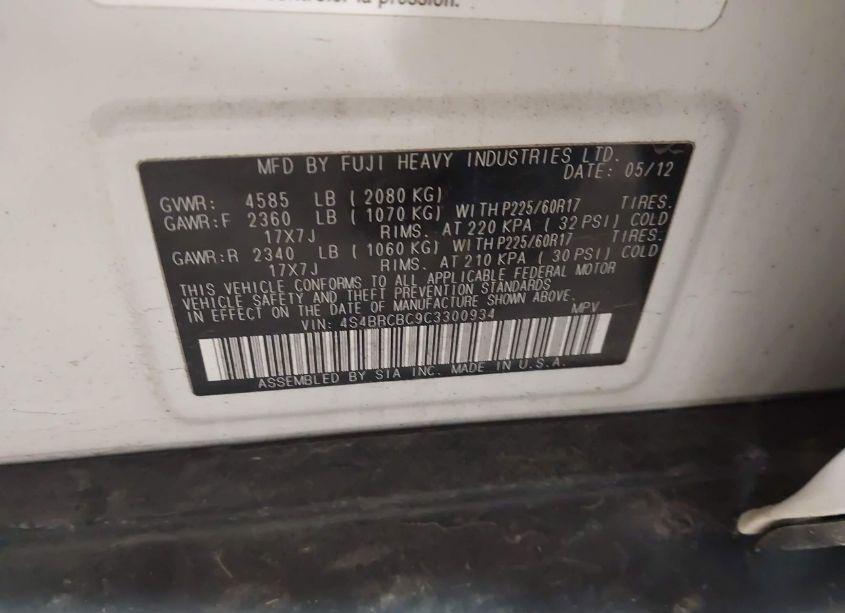 contrôler la pression.
MFD BY FUJI HEAVY INDUSTRIES LTD.
DATE: 05/12
GVWR: 4585 LB ( 2080 KG)
GAWR:F 2360 LB ( 1070 KG) WITH P225/60R17 TIRES.
17X7J RIMS. AT 220 KPA ( 32 PSI) COLD
GAWR:R 2340 LB ( 1060 KG) WITH P225/60R17 TIRES.
17X7J RIMS. AT 210 KPA ( 30 PSI) COLD
THIS VEHICLE CONFORMS TO ALL APPLICABLE FEDERAL MOTOR
VEHICLE SAFETY AND THEFT PREVENTION STANDARDS
IN EFFECT ON THE DATE OF MANUFACTURE SHOWN ABOVE.
VIN: 4S4BRCBC9C3300934 MPV
ASSEMBLED BY SIA INC. MADE IN U.S.A.